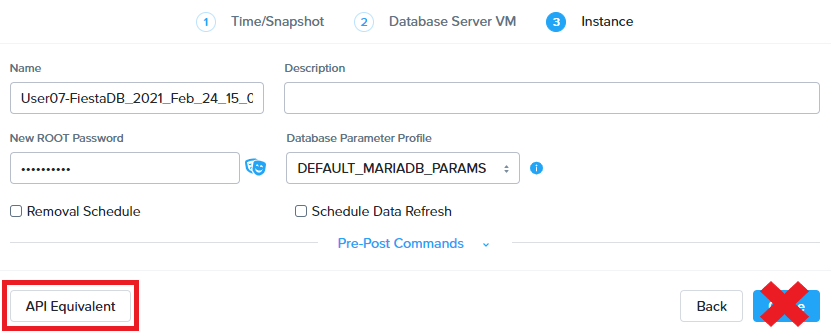 1 Time/Snapshot 2 Database Server VM 3 Instance
Name Description
User07-FiestaDB_2021_Feb_24_15_0
New ROOT Password Database Parameter Profile
•••••••••• DEFAULT_MARIADB_PARAMS
Removal Schedule Schedule Data Refresh
Pre-Post Commands
API Equivalent Back